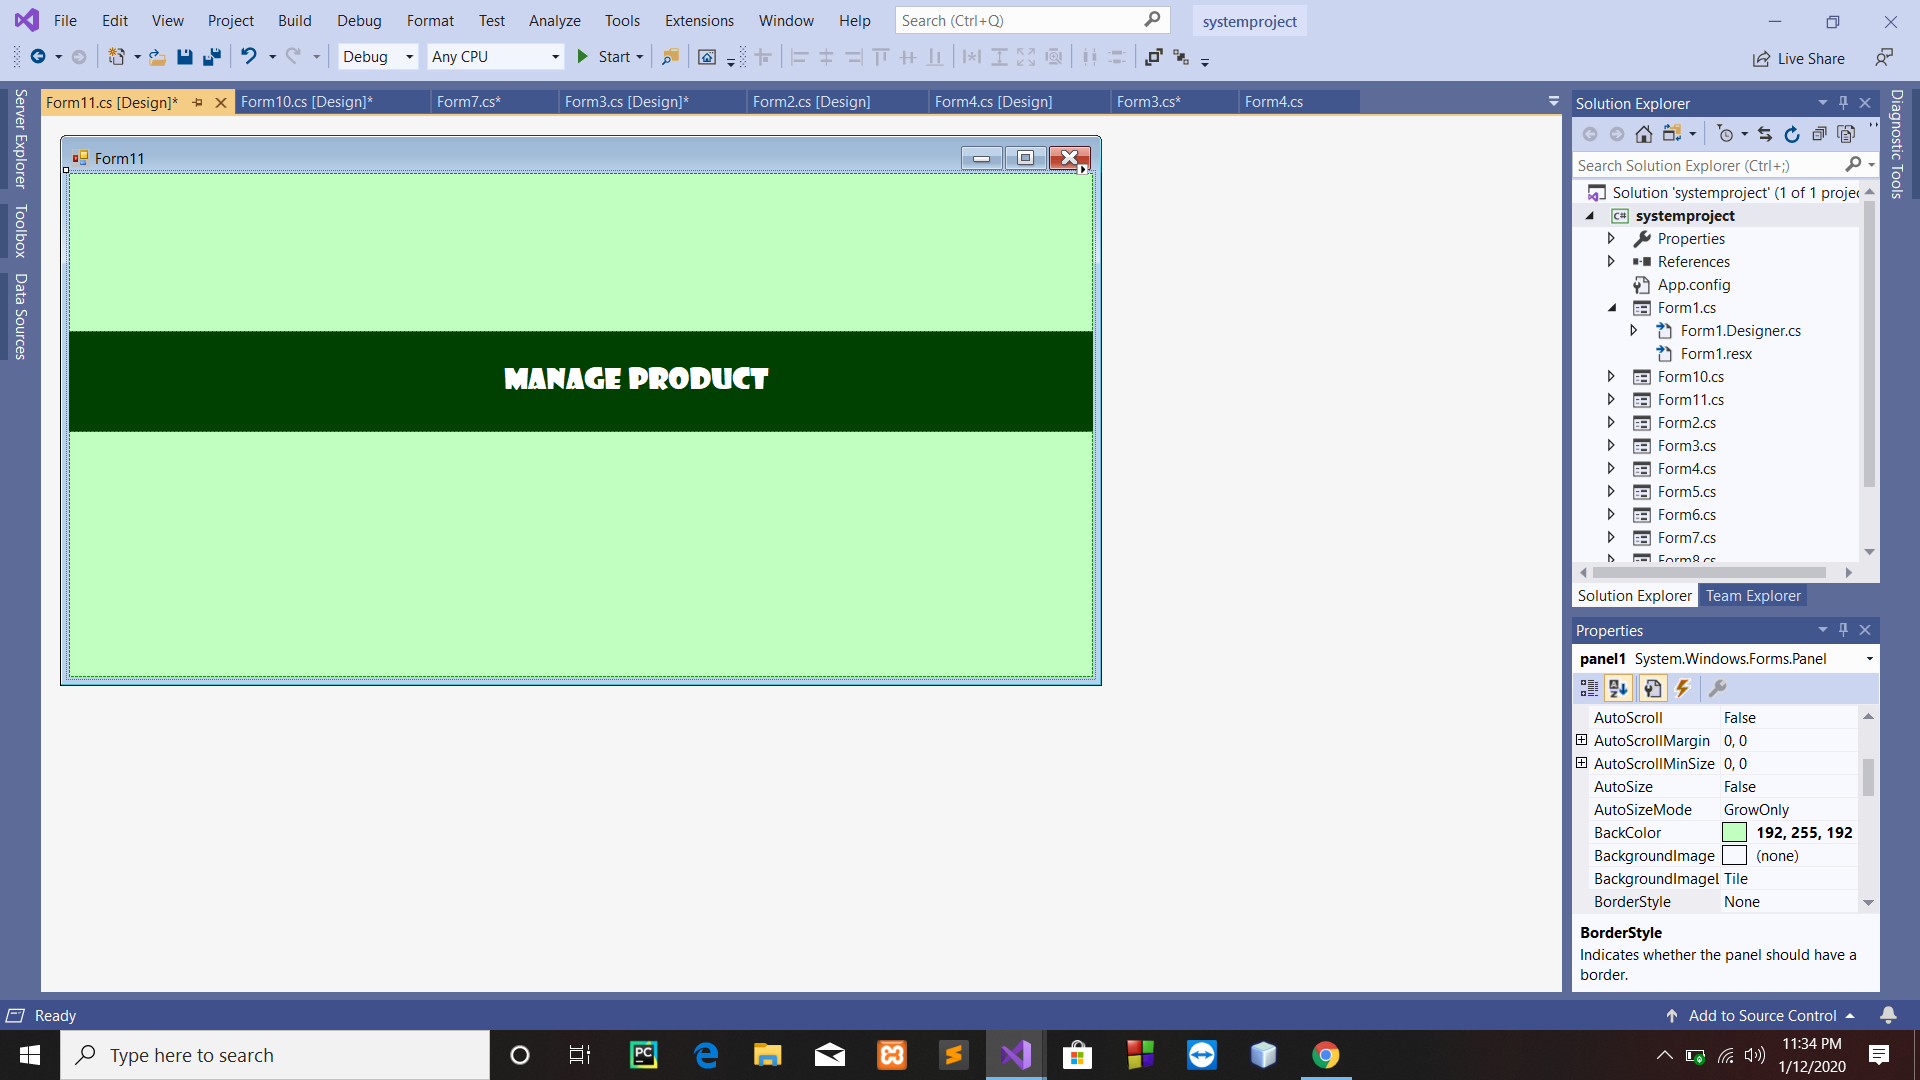 File Edit View Project Build Debug Format Test Analyze Tools Extensions Window Help Search (Ctrl+Q) systemproject
Debug Any CPU Start Live Share
Form11.cs [Design]* Form10.cs [Design]* Form7.cs* Form3.cs [Design]* Form2.cs [Design] Form4.cs [Design] Form3.cs* Form4.cs
Server Explorer
Toolbox
Data Sources
Form11
MANAGE PRODUCT
Solution Explorer
Search Solution Explorer (Ctrl+;)
Solution 'systemproject' (1 of 1 projec
C# systemproject
Properties
References
App.config
Form1.cs
Form1.Designer.cs
Form1.resx
Form10.cs
Form11.cs
Form2.cs
Form3.cs
Form4.cs
Form5.cs
Form6.cs
Form7.cs
Form8.cs
Solution Explorer Team Explorer
Diagnostic Tools
Properties
panel1 System.Windows.Forms.Panel
AutoScroll False
AutoScrollMargin 0, 0
AutoScrollMinSize 0, 0
AutoSize False
AutoSizeMode GrowOnly
BackColor 192, 255, 192
BackgroundImage (none)
BackgroundImageL Tile
BorderStyle None
BorderStyle
Indicates whether the panel should have a
border.
Ready Add to Source Control
Type here to search PC
11:34 PM
1/12/2020